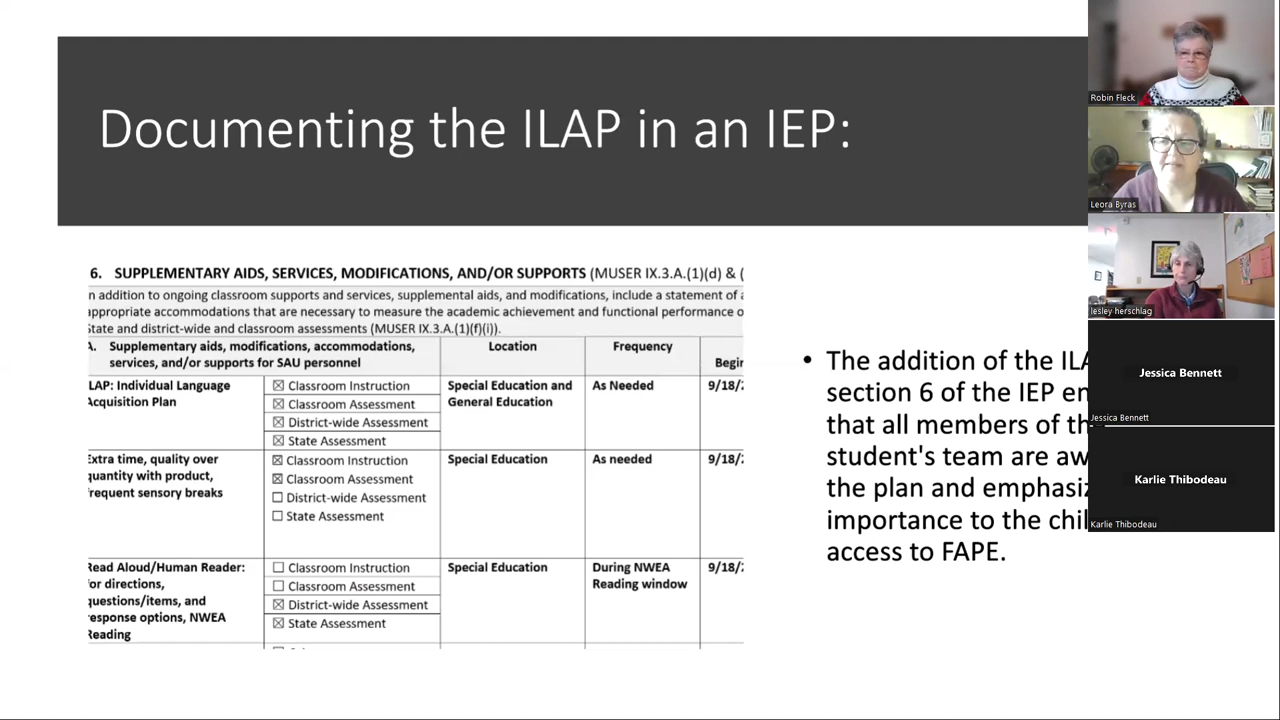 Documenting the ILAP in an IEP:
6. SUPPLEMENTARY AIDS, SERVICES, MODIFICATIONS, AND/OR SUPPORTS (MUSER IX.3.A.(1)(d) & (
n addition to ongoing classroom supports and services, supplemental aids, and modifications, include a statement of a
appropriate accommodations that are necessary to measure the academic achievement and functional performance o
State and district-wide and classroom assessments (MUSER IX.3.A.(1)(f)(i)).
A. Supplementary aids, modifications, accommodations,
services, and/or supports for SAU personnel
Location
Frequency
Begin
LAP: Individual Language
Acquisition Plan
☒ Classroom Instruction
☒ Classroom Assessment
☒ District-wide Assessment
☒ State Assessment
Special Education and
General Education
As Needed
9/18/2
Extra time, quality over
quantity with product,
frequent sensory breaks
☒ Classroom Instruction
☒ Classroom Assessment
☐ District-wide Assessment
☐ State Assessment
Special Education
As needed
9/18/2
Read Aloud/Human Reader:
for directions,
questions/items, and
response options, NWEA
Reading
☐ Classroom Instruction
☐ Classroom Assessment
☒ District-wide Assessment
☒ State Assessment
Special Education
During NWEA
Reading window
9/18/2
• The addition of the ILA
section 6 of the IEP en
that all members of th
student's team are aw
the plan and emphasiz
importance to the chil
access to FAPE.
Robin Fleck
Leora Byras
lesley herschlag
Jessica Bennett
Jessica Bennett
Karlie Thibodeau
Karlie Thibodeau